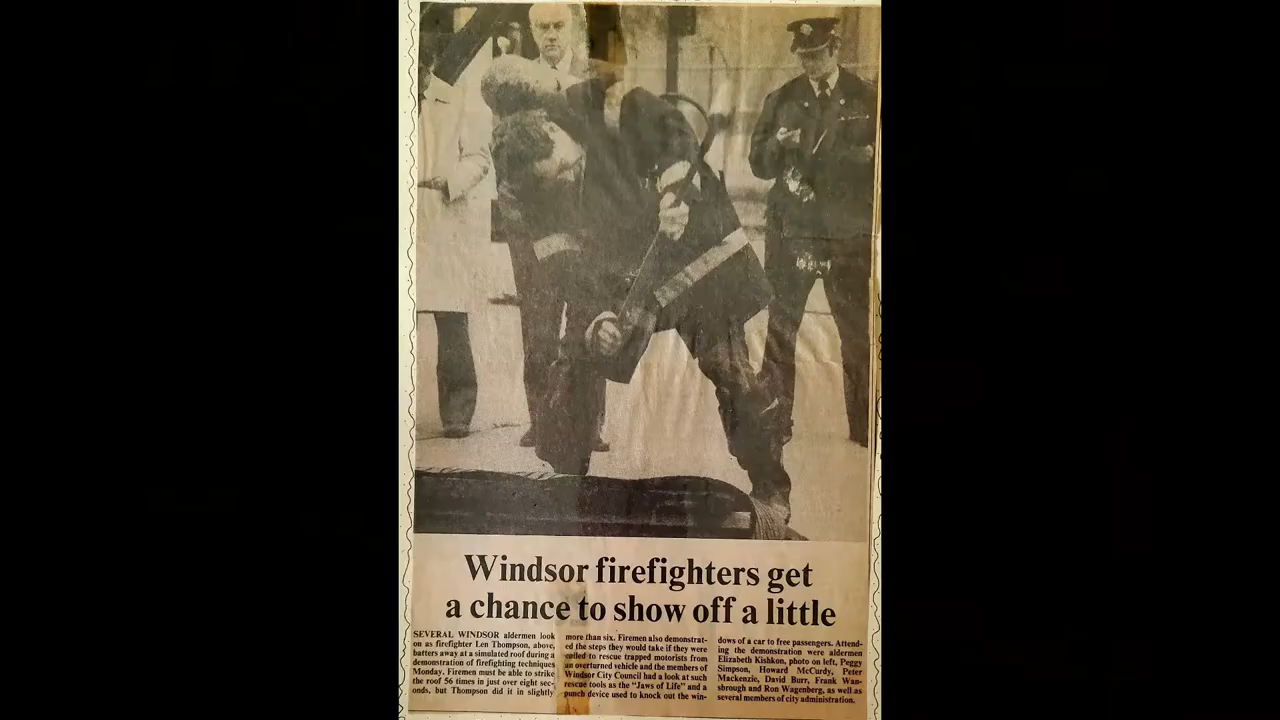 Windsor firefighters get
a chance to show off a little
SEVERAL WINDSOR aldermen look
on as firefighter Len Thompson, above,
batters away at a simulated roof during a
demonstration of firefighting techniques
Monday. Firemen must be able to strike
the roof 56 times in just over eight sec-
onds, but Thompson did it in slightly
more than six. Firemen also demonstrat-
ed the steps they would take if they were
called to rescue trapped motorists from
an overturned vehicle and the members of
Windsor City Council had a look at such
rescue tools as the "Jaws of Life" and a
punch device used to knock out the win-
dows of a car to free passengers. Attend-
ing the demonstration were aldermen
Elizabeth Kishkon, photo on left, Peggy
Simpson, Howard McCurdy, Peter
Mackenzie, David Burr, Frank Wan-
sbrough and Ron Wagenberg, as well as
several members of city administration.